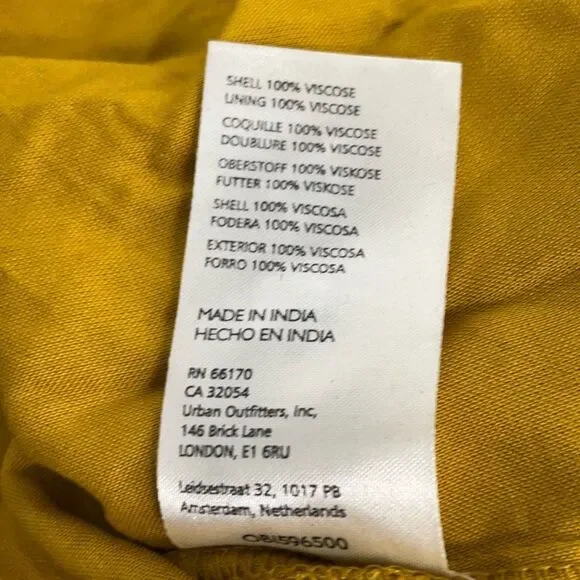 SHELL 100% VISCOSE
LINING 100% VISCOSE
COQUILLE 100% VISCOSE
DOUBLURE 100% VISCOSE
OBERSTOFF 100% VISKOSE
FUTTER 100% VISKOSE
SHELL 100% VISCOSA
FODERA 100% VISCOSA
EXTERIOR 100% VISCOSA
FORRO 100% VISCOSA
MADE IN INDIA
HECHO EN INDIA
RN 66170
CA 32054
Urban Outfitters, Inc,
146 Brick Lane
LONDON, E1 6RU
Leidsestraat 32, 1017 PB
Amsterdam, Netherlands